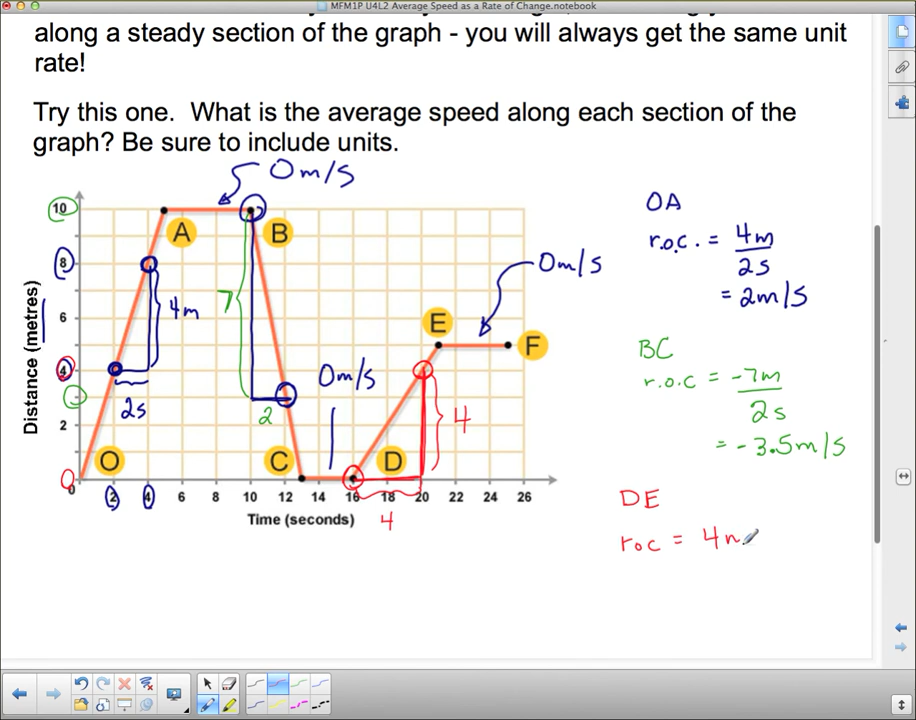 MFM1P U4L2 Average Speed as a Rate of Change.notebook
along a steady section of the graph - you will always get the same unit
rate!
Try this one. What is the average speed along each section of the
graph? Be sure to include units.
0m/s
10
A
B
OA
r.o.c. = 4m
2s
= 2m/s
8
4m
7
0m/s
6
E
F
BC
r.o.c = -7m
2s
= -3.5m/s
4
0m/s
Distance (metres)
2s
2
2
4
O
C
D
0
0 2 4 6 8 10 12 14 16 18 20 22 24 26
Time (seconds)
4
DE
roc = 4m